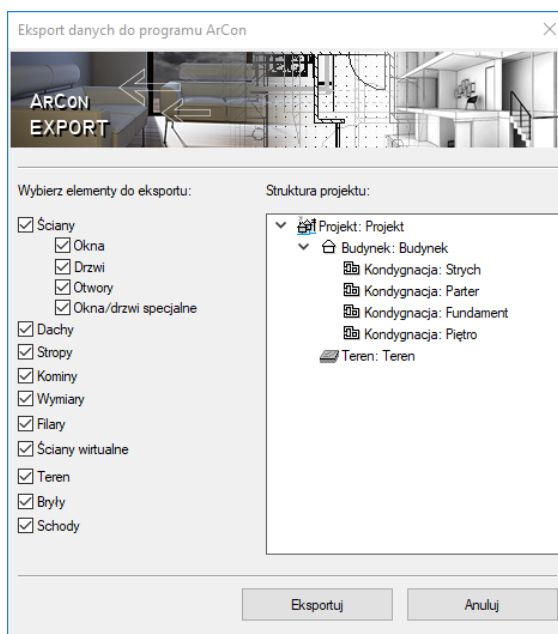 Eksport danych do programu ArCon
ARCON
EXPORT
Wybierz elementy do eksportu:
Ściany
Okna
Drzwi
Otwory
Okna/drzwi specjalne
Dachy
Stropy
Kominy
Wymiary
Filary
Ściany wirtualne
Teren
Bryły
Schody
Struktura projektu:
Projekt: Projekt
Budynek: Budynek
Kondygnacja: Strych
Kondygnacja: Parter
Kondygnacja: Fundament
Kondygnacja: Piętro
Teren: Teren
Eksportuj
Anuluj